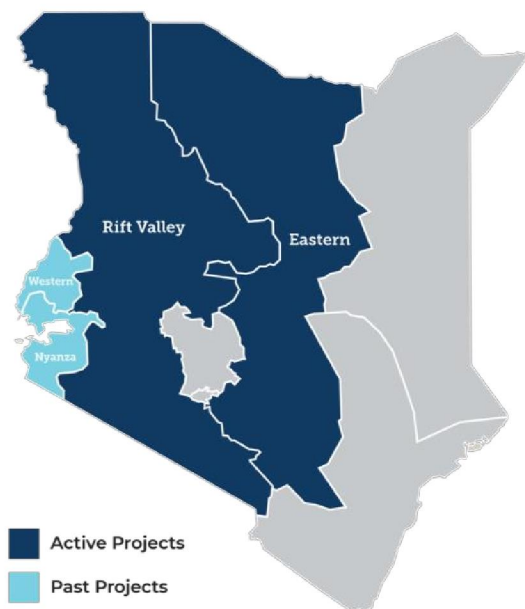 Rift Valley
Eastern
Western
Nyanza
Active Projects
Past Projects